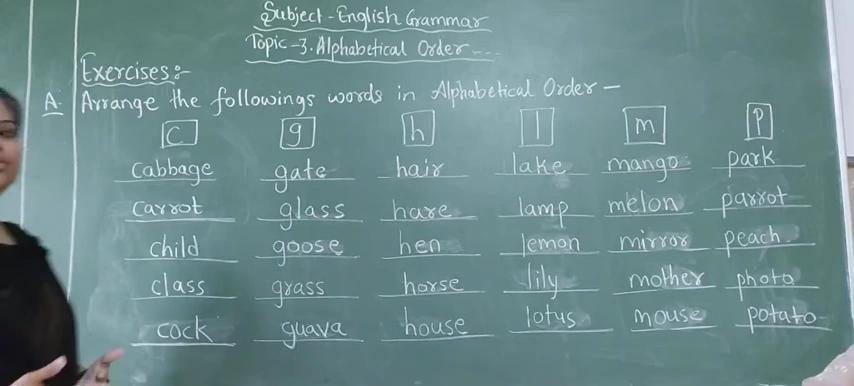 Subject - English Grammar
Topic - 3. Alphabetical Order ---
Exercises:-
A. Arrange the followings words in Alphabetical Order -
c g h l m p
cabbage gate hair lake mango park
carrot glass hare lamp melon parrot
child goose hen lemon mirror peach
class grass horse lily mother photo
cock guava house lotus mouse potato